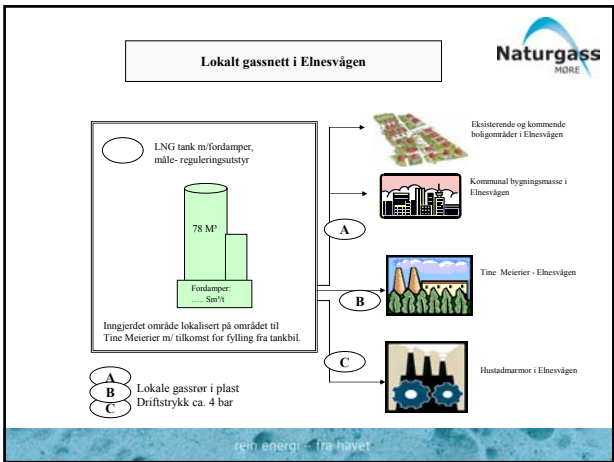 Lokalt gassnett i Elnesvågen
Naturgass
MØRE
LNG tank m/fordamper,
måle- reguleringsutstyr
78 M³
Fordamper:
….. Sm³/t
Inngjerdet område lokalisert på området til
Tine Meierier m/ tilkomst for fylling fra tankbil.
Eksisterende og kommende
boligområder i Elnesvågen
Kommunal bygningsmasse i
Elnesvågen
A
Tine Meierier - Elnesvågen
B
C
Hustadmarmor i Elnesvågen
A
B
C
Lokale gassrør i plast
Driftstrykk ca. 4 bar
rein energi – fra havet